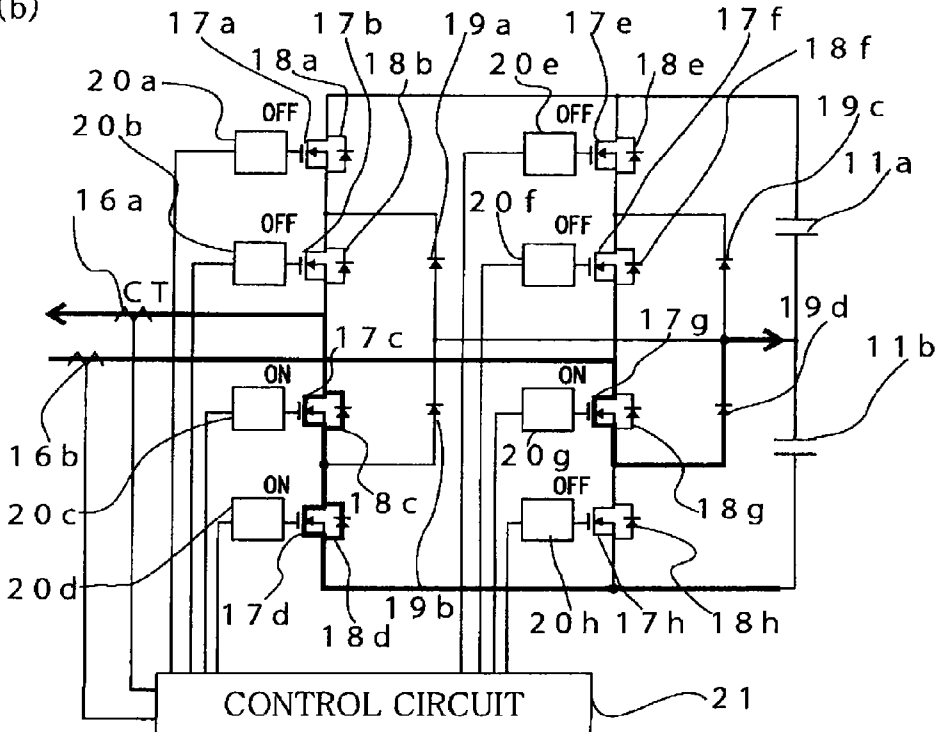 (b)
17a 17b 19a 17e 17f
18a 18b 20e 18e 18f
20a OFF OFF 19c
20b 11a
OFF 20f OFF
16a
CT 19d
17c 17g 11b
ON ON
16b 20g
20c ON 18c OFF 18g
20d 17d 18d 19b 20h 17h 18h
CONTROL CIRCUIT 21